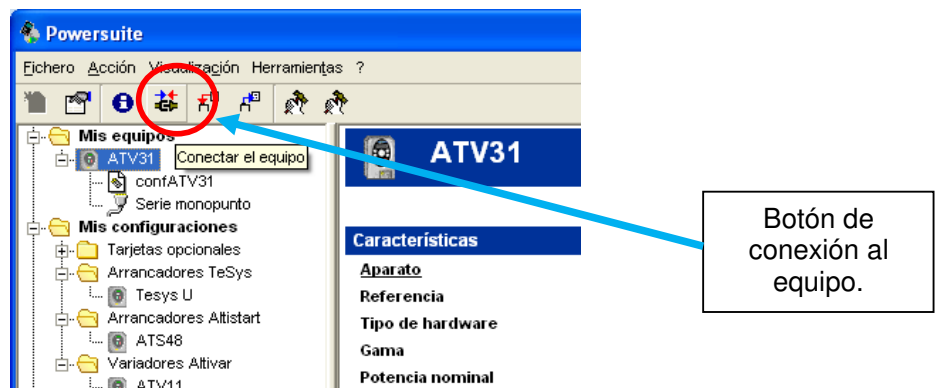 Powersuite
Fichero Acción Visualización Herramientas ?
Mis equipos
ATV31
Conectar el equipo
confATV31
Serie monopunto
Mis configuraciones
Tarjetas opcionales
Arrancadores TeSys
Tesys U
Arrancadores Altistart
ATS48
Variadores Altivar
ATV11
ATV31
Características
Aparato
Referencia
Tipo de hardware
Gama
Potencia nominal
Botón de
conexión al
equipo.